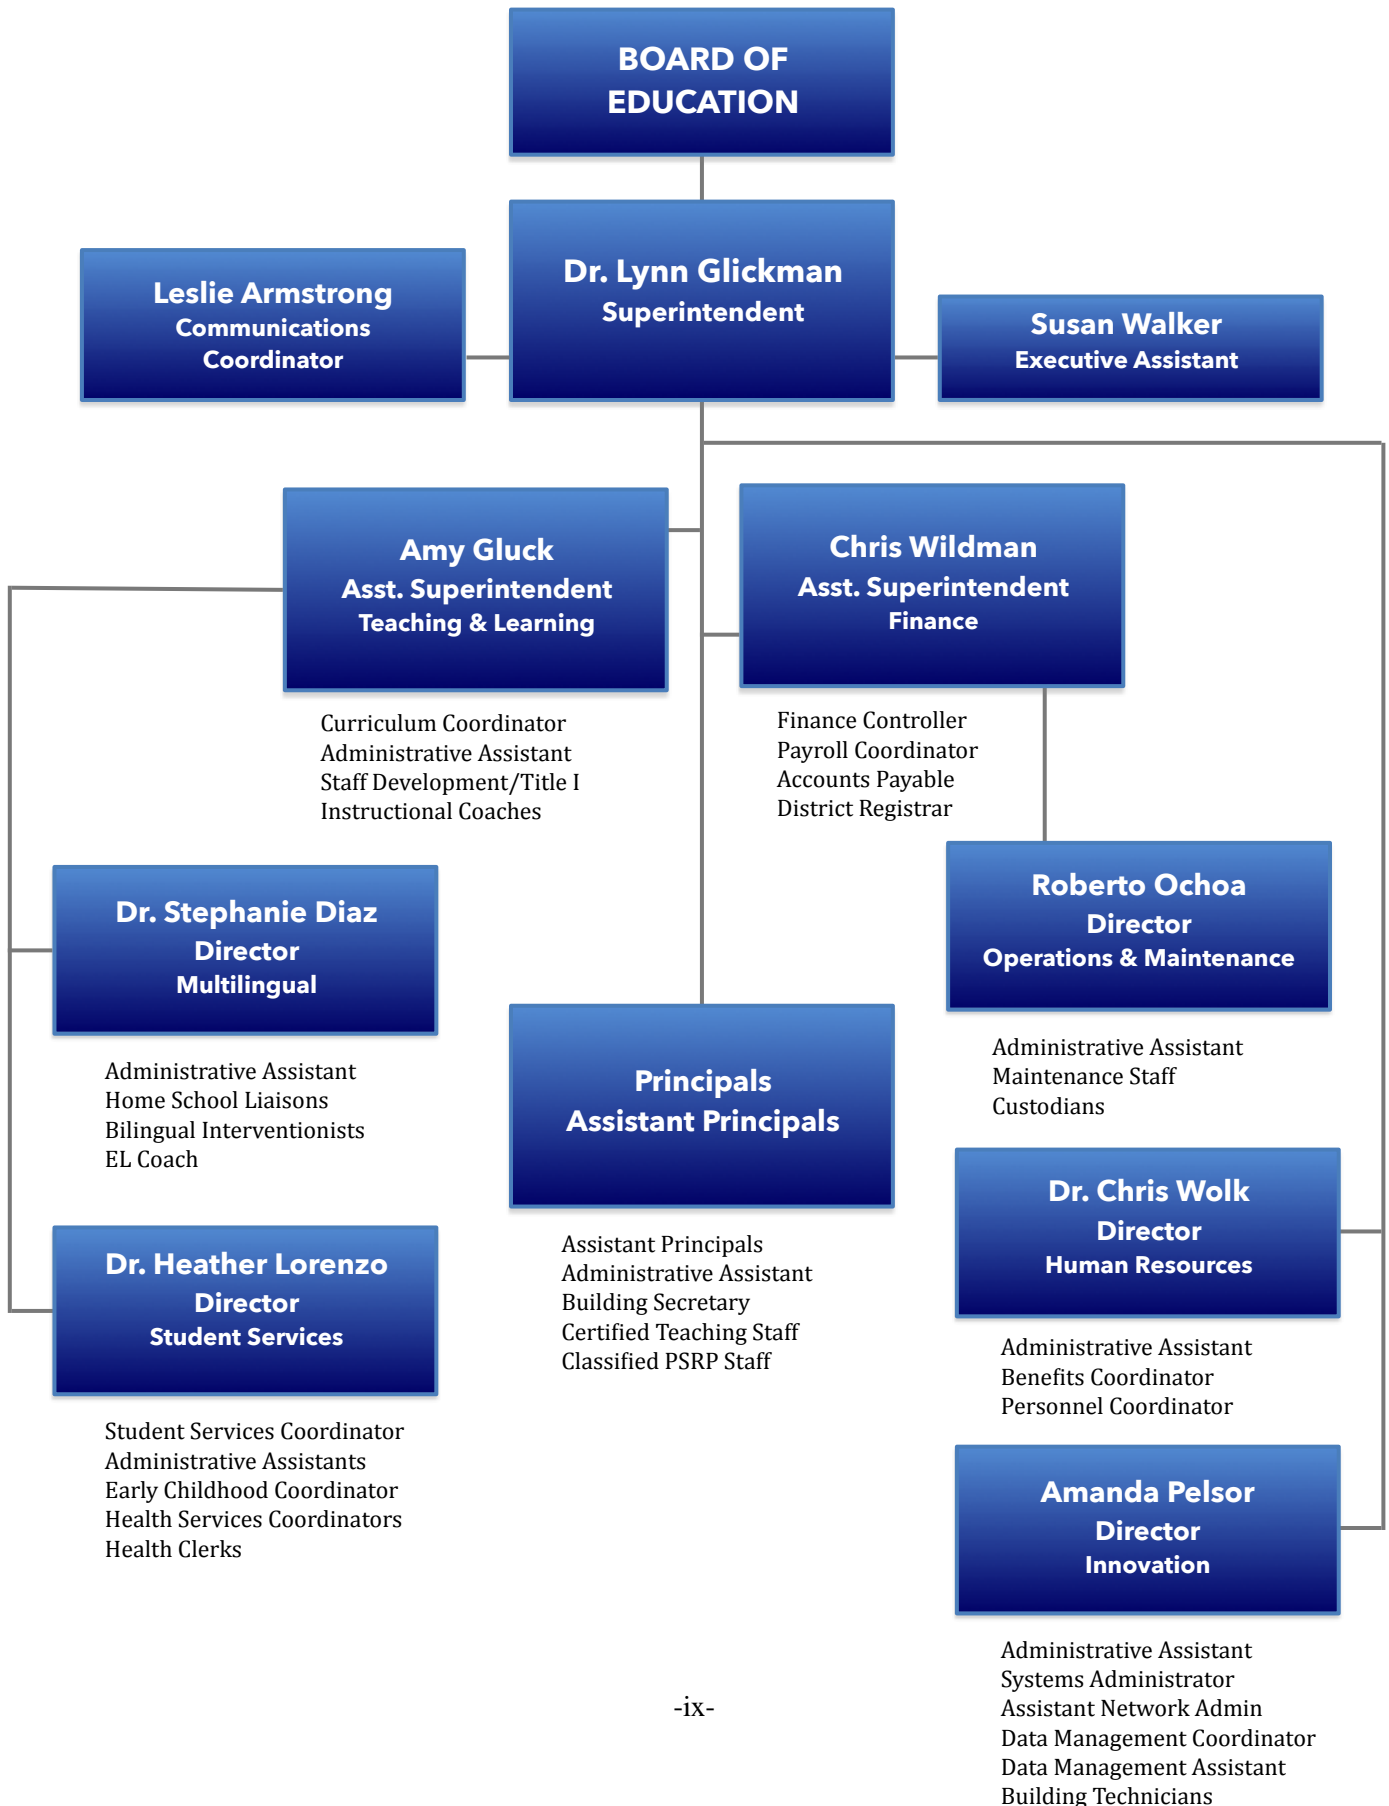 BOARD OF
EDUCATION
Dr. Lynn Glickman
Superintendent
Leslie Armstrong
Communications
Coordinator
Susan Walker
Executive Assistant
Amy Gluck
Asst. Superintendent
Teaching & Learning
Curriculum Coordinator
Administrative Assistant
Staff Development/Title I
Instructional Coaches
Chris Wildman
Asst. Superintendent
Finance
Finance Controller
Payroll Coordinator
Accounts Payable
District Registrar
Dr. Stephanie Diaz
Director
Multilingual
Administrative Assistant
Home School Liaisons
Bilingual Interventionists
EL Coach
Dr. Heather Lorenzo
Director
Student Services
Student Services Coordinator
Administrative Assistants
Early Childhood Coordinator
Health Services Coordinators
Health Clerks
Principals
Assistant Principals
Assistant Principals
Administrative Assistant
Building Secretary
Certified Teaching Staff
Classified PSRP Staff
Roberto Ochoa
Director
Operations & Maintenance
Administrative Assistant
Maintenance Staff
Custodians
Dr. Chris Wolk
Director
Human Resources
Administrative Assistant
Benefits Coordinator
Personnel Coordinator
Amanda Pelsor
Director
Innovation
Administrative Assistant
Systems Administrator
Assistant Network Admin
Data Management Coordinator
Data Management Assistant
Building Technicians
-ix-